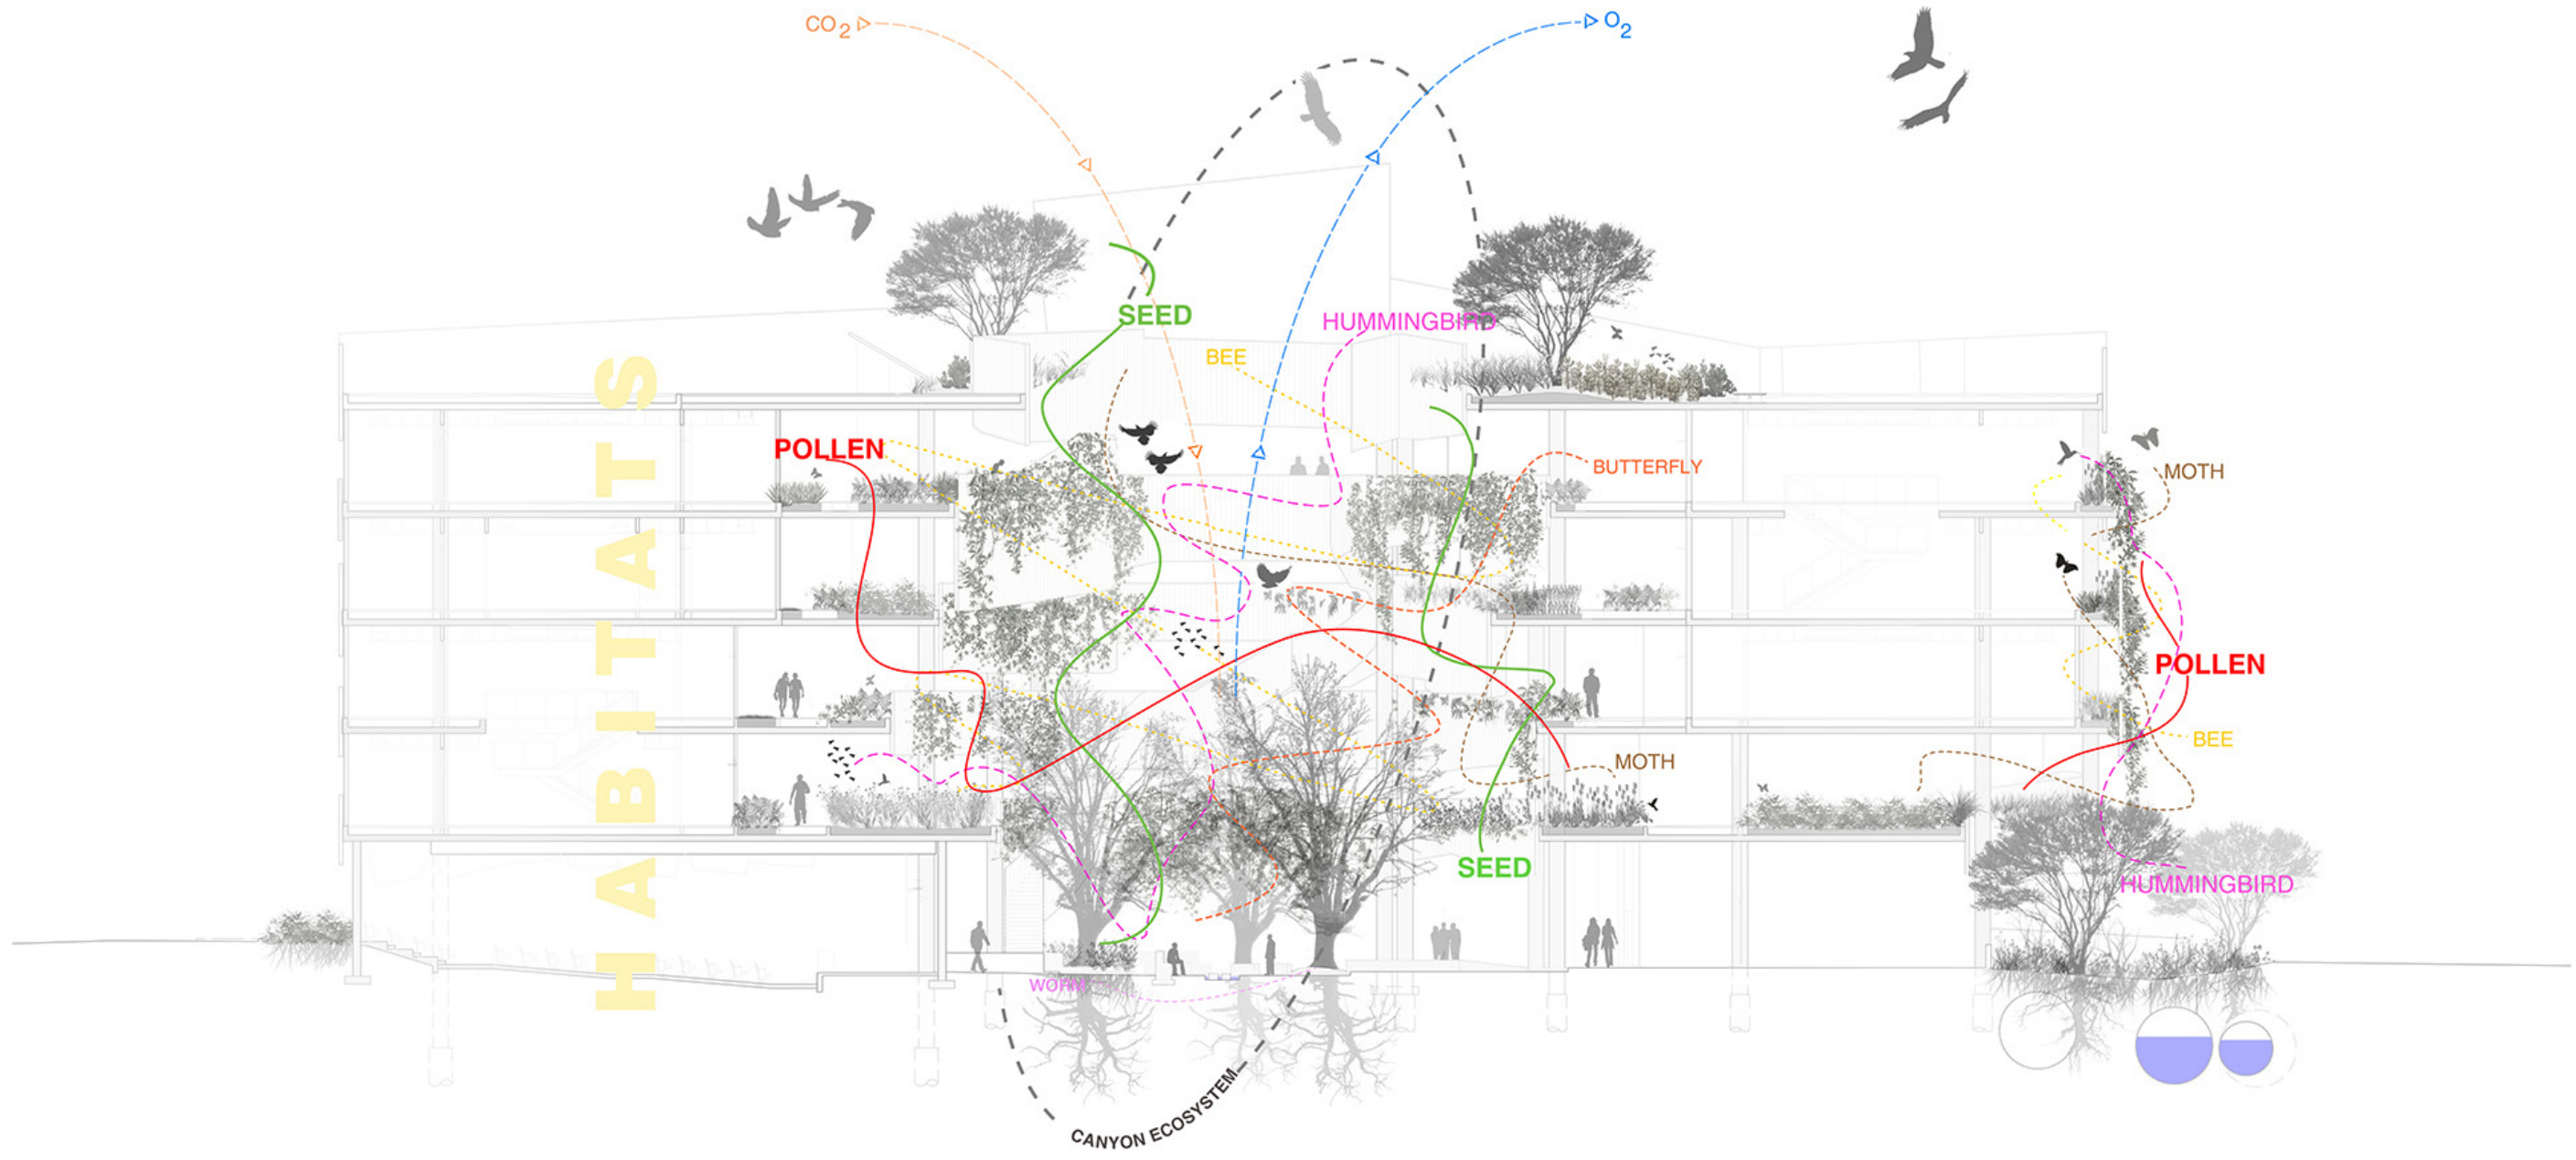 CO2
O2
SEED
HUMMINGBIRD
BEE
POLLEN
BUTTERFLY
MOTH
HABITATS
POLLEN
BEE
MOTH
SEED
HUMMINGBIRD
WORM
CANYON ECOSYSTEM